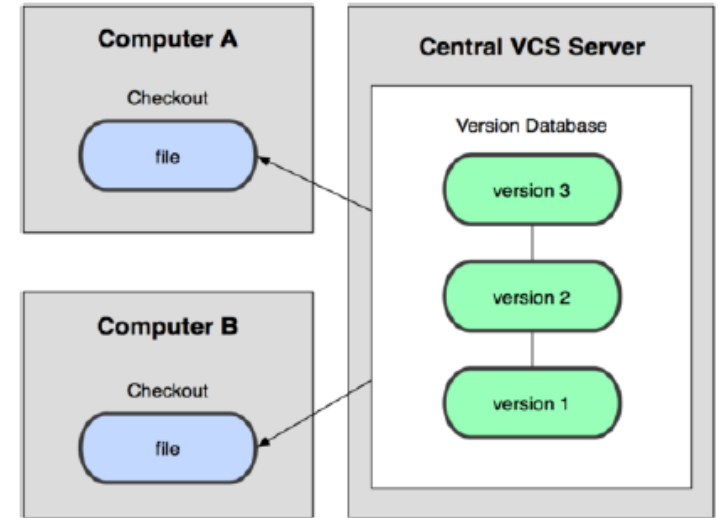 Computer A
Checkout
file
Computer B
Checkout
file
Central VCS Server
Version Database
version 3
version 2
version 1